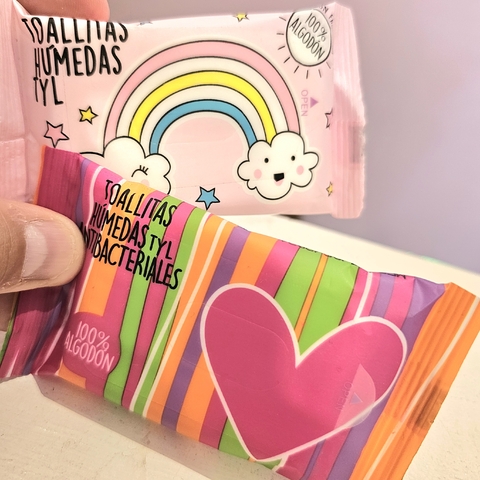 TOALLITAS
HÚMEDAS
TYL
100%
ALGODÓN
OPEN
TOALLITAS
HÚMEDAS TYL
ANTIBACTERIALES
100%
ALGODÓN